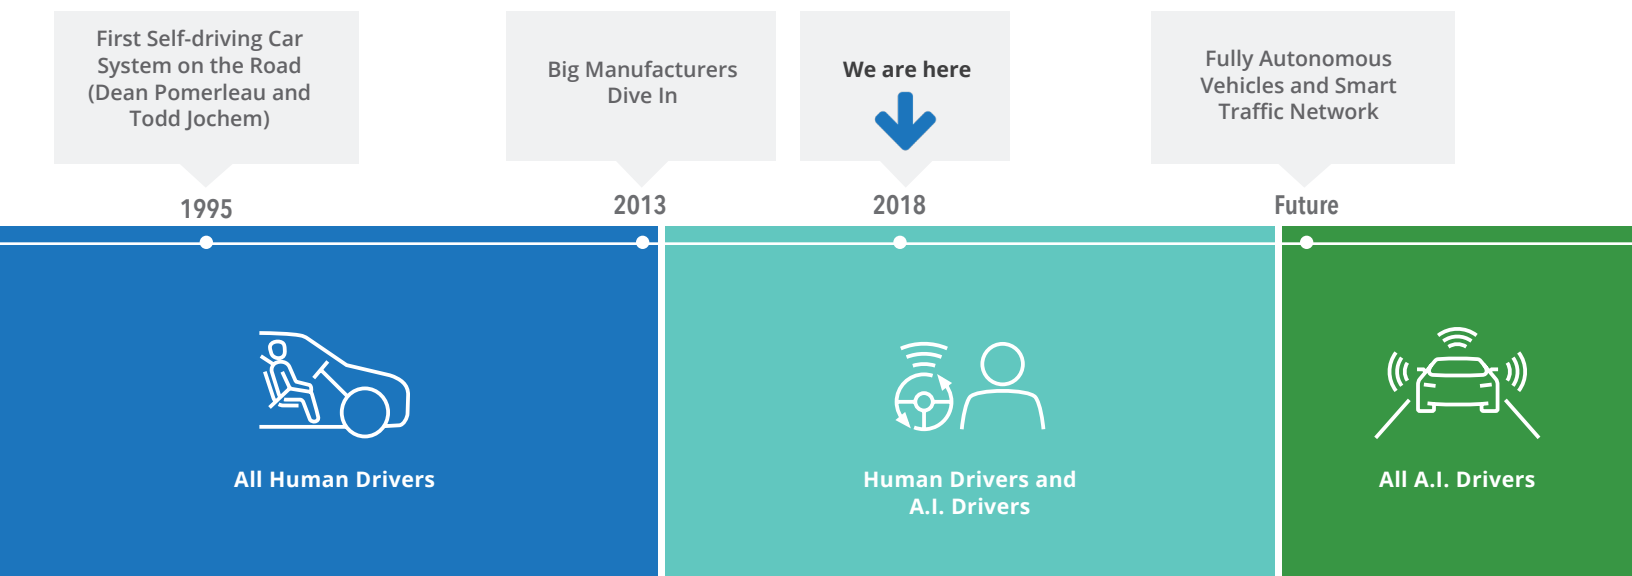 First Self-driving Car
System on the Road
(Dean Pomerleau and
Todd Jochem)
Big Manufacturers
Dive In
We are here
Fully Autonomous
Vehicles and Smart
Traffic Network
1995
2013
2018
Future
All Human Drivers
Human Drivers and
A.I. Drivers
All A.I. Drivers